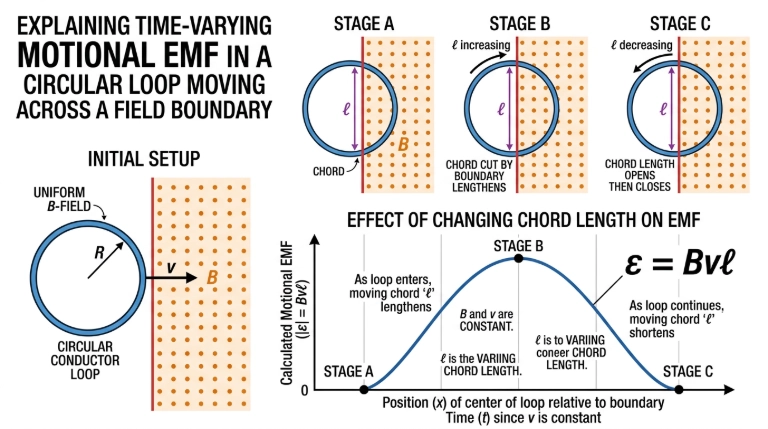 EXPLAINING TIME-VARYING
MOTIONAL EMF IN A
CIRCULAR LOOP MOVING
ACROSS A FIELD BOUNDARY
INITIAL SETUP
UNIFORM
B-FIELD
R
v
B
CIRCULAR
CONDUCTOR
LOOP
STAGE A
ℓ
B
CHORD
STAGE B
ℓ increasing
ℓ
CHORD CUT BY
BOUNDARY
LENGTHENS
STAGE C
ℓ decreasing
ℓ
CHORD LENGTH
OPENS
THEN CLOSES
EFFECT OF CHANGING CHORD LENGTH ON EMF
Calculated Motional EMF
(|ε| = Bvℓ)
0
STAGE A
As loop enters,
moving chord 'ℓ'
lengthens
STAGE B
B and v are
CONSTANT.
ℓ is the VARIING
CHORD LENGTH.
ℓ is to VARIING
coneer CHORD
LENGTH.
ε = Bvℓ
As loop continues,
moving chord 'ℓ'
shortens
STAGE C
Position (x) of center of loop relative to boundary
Time (t) since v is constant